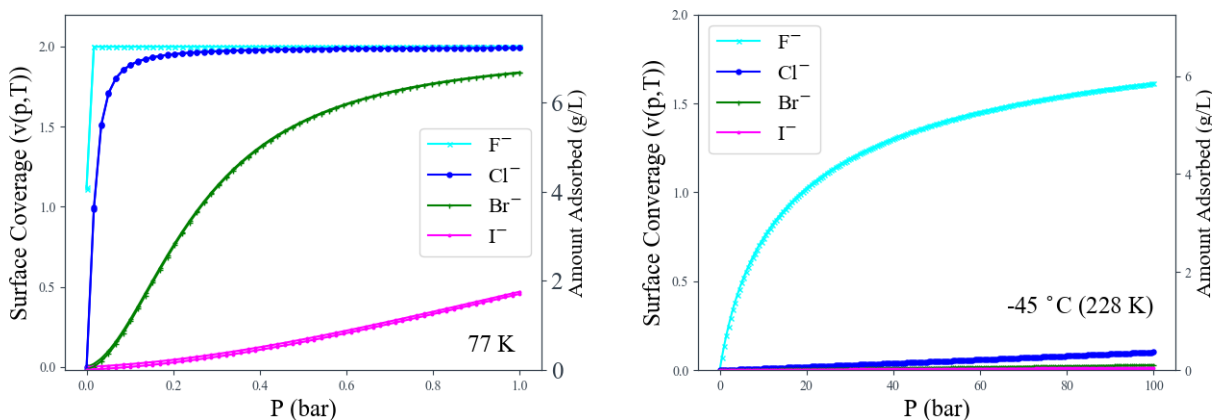 Surface Coverage (v(p,T))
2.0
1.5
1.0
0.5
0.0
F⁻
Cl⁻
Br⁻
I⁻
77 K
6
4
2
0
Amount Adsorbed (g/L)
0.0 0.2 0.4 0.6 0.8 1.0
P (bar)
Surface Converage (v(p,T))
2.0
1.5
1.0
0.5
0.0
F⁻
Cl⁻
Br⁻
I⁻
-45 °C (228 K)
6
4
2
0
Amount Adsorbed (g/L)
0 20 40 60 80 100
P (bar)